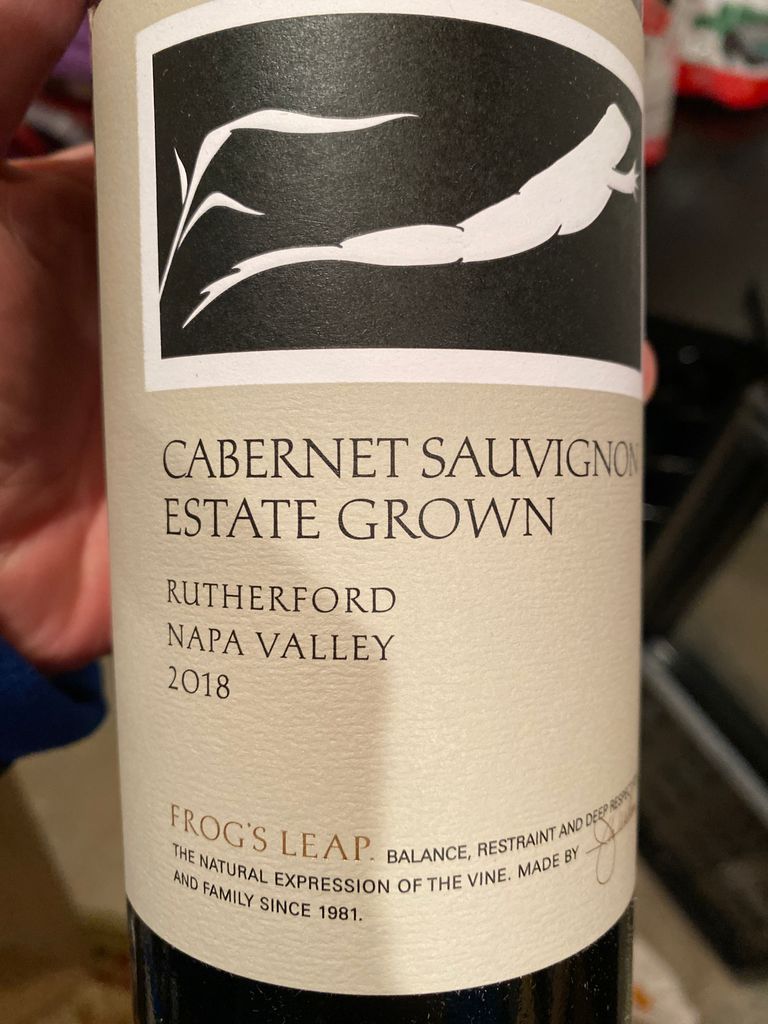 CABERNET SAUVIGNON
ESTATE GROWN
RUTHERFORD
NAPA VALLEY
2018
FROG'S LEAP. BALANCE, RESTRAINT AND DEEP
THE NATURAL EXPRESSION OF THE VINE. MADE BY
AND FAMILY SINCE 1981.